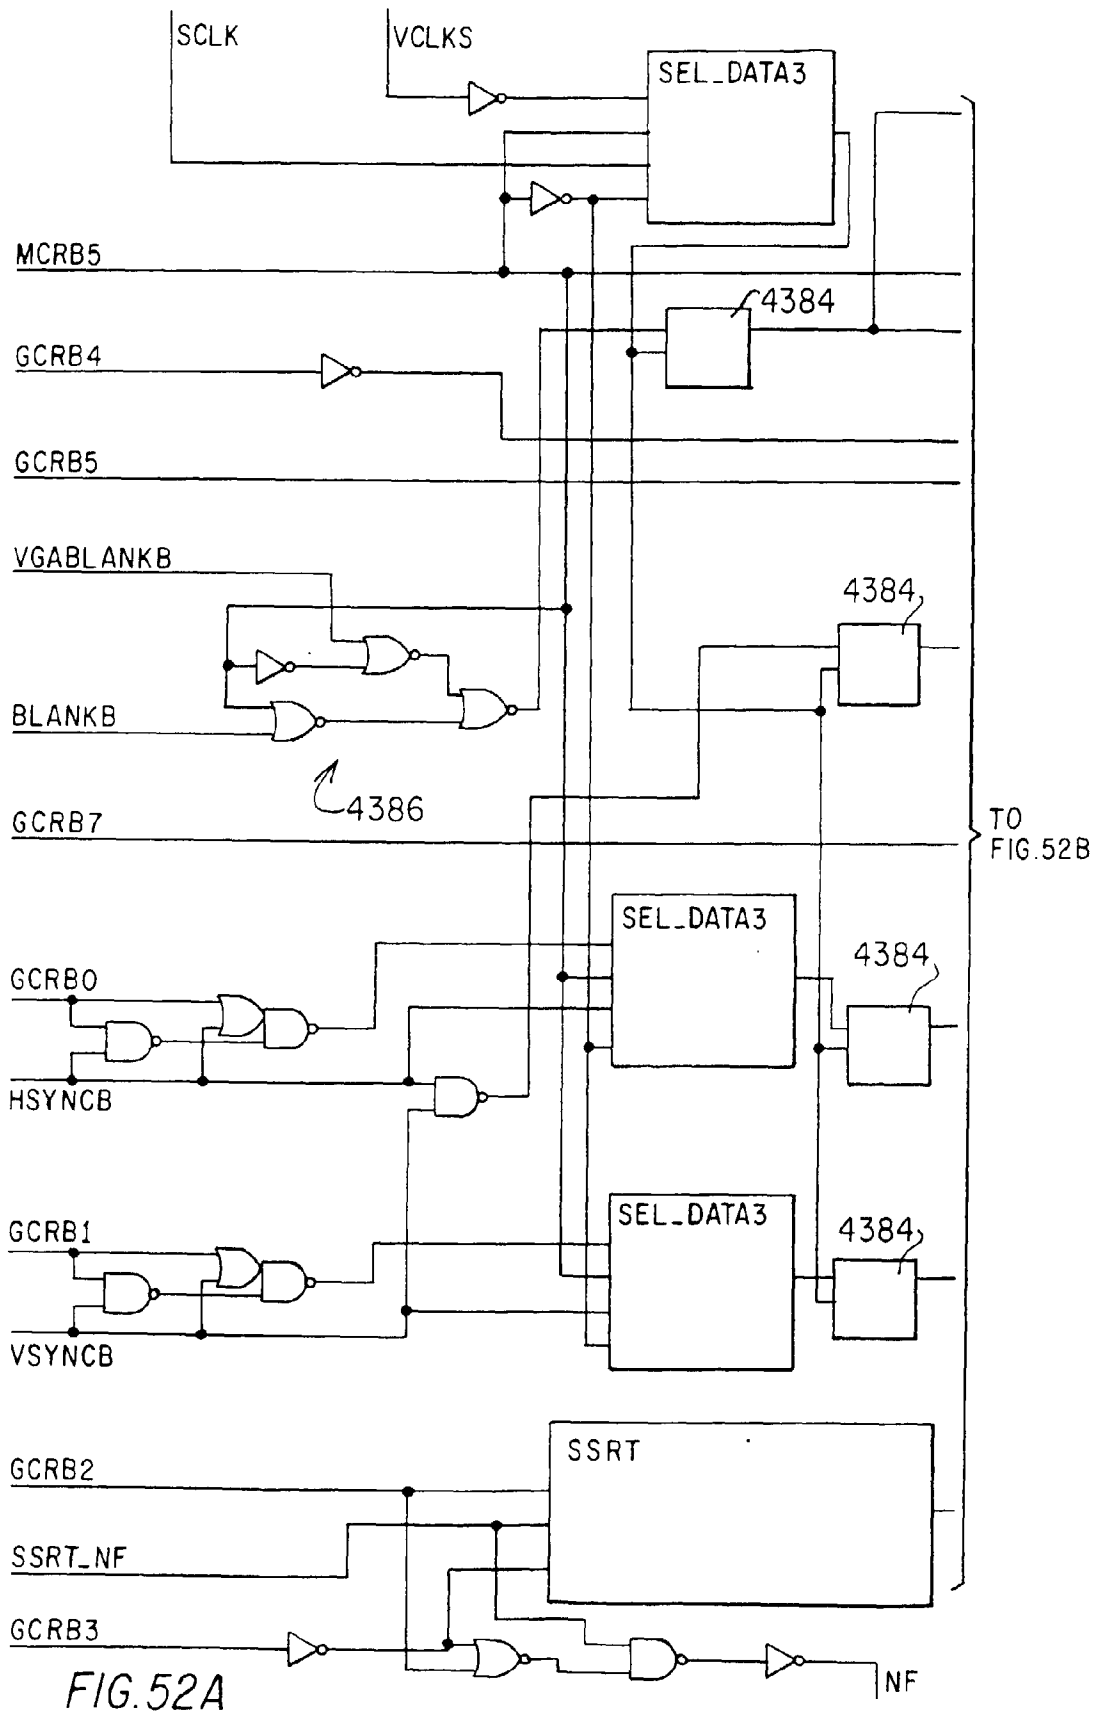 SCLK
VCLKS
SEL_DATA3
MCRB5
4384
GCRB4
GCRB5
VGABLANKB
4384
BLANKB
4386
GCRB7
TO
FIG.52B
SEL_DATA3
GCRB0
4384
HSYNCB
SEL_DATA3
GCRB1
4384
VSYNCB
SSRT
GCRB2
SSRT_NF
GCRB3
FIG.52A
NF